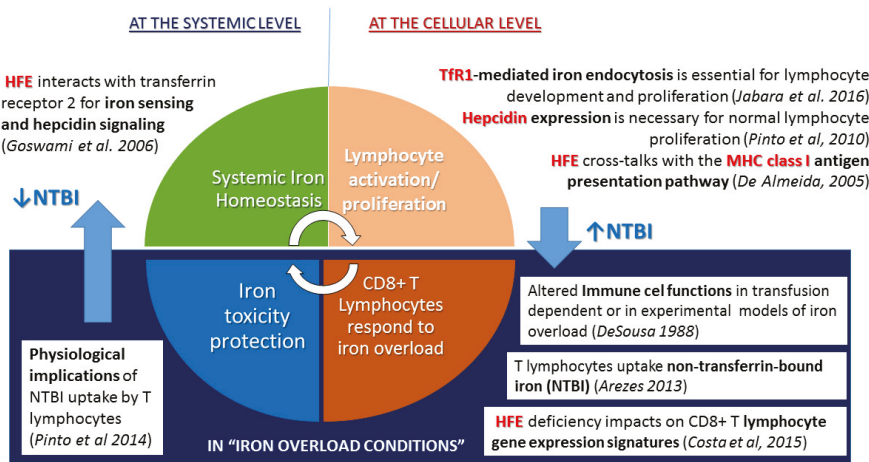 AT THE SYSTEMIC LEVEL
AT THE CELLULAR LEVEL
HFE interacts with transferrin
receptor 2 for iron sensing
and hepcidin signaling
(Goswami et al. 2006)
TfR1-mediated iron endocytosis is essential for lymphocyte
development and proliferation (Jabara et al. 2016)
Hepcidin expression is necessary for normal lymphocyte
proliferation (Pinto et al, 2010)
HFE cross-talks with the MHC class I antigen
presentation pathway (De Almeida, 2005)
Systemic Iron
Homeostasis
Lymphocyte
activation/
proliferation
↓NTBI
↑NTBI
Iron
toxicity
protection
CD8+ T
Lymphocytes
respond to
iron overload
Physiological
implications of
NTBI uptake by T
lymphocytes
(Pinto et al 2014)
Altered Immune cel functions in transfusion
dependent or in experimental models of iron
overload (DeSousa 1988)
T lymphocytes uptake non-transferrin-bound
iron (NTBI) (Arezes 2013)
HFE deficiency impacts on CD8+ T lymphocyte
gene expression signatures (Costa et al, 2015)
IN "IRON OVERLOAD CONDITIONS"